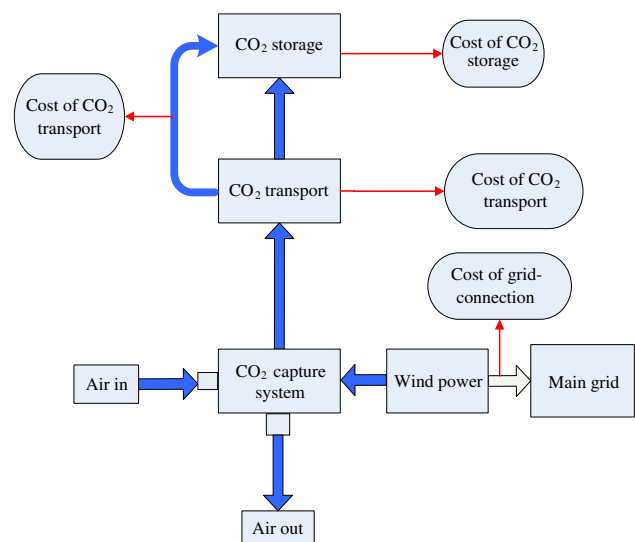 CO₂ storage
Cost of CO₂
storage
Cost of CO₂
transport
CO₂ transport
Cost of CO₂
transport
Cost of grid-
connection
Air in
CO₂ capture
system
Wind power
Main grid
Air out